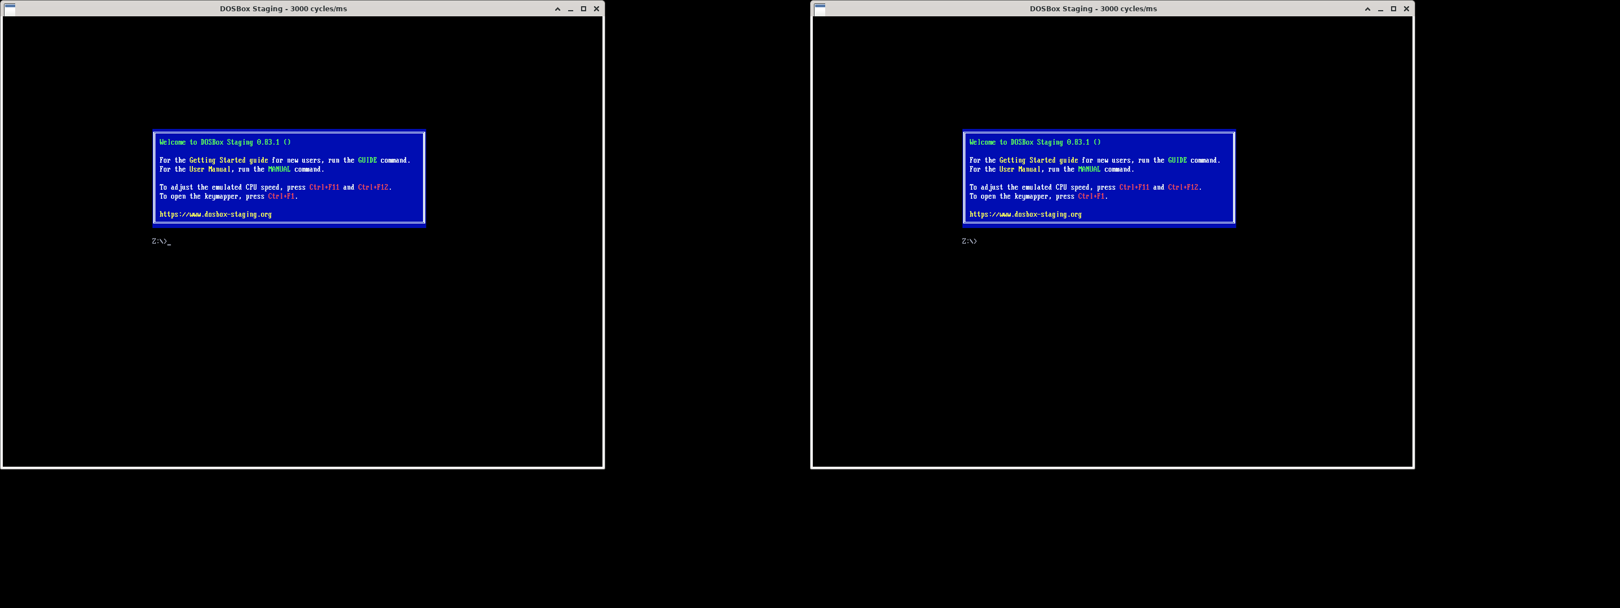 DOSBox Staging - 3000 cycles/ms
Welcome to DOSBox Staging 0.83.1 ()
For the Getting Started guide for new users, run the GUIDE command.
For the User Manual, run the MANUAL command.
To adjust the emulated CPU speed, press Ctrl+F11 and Ctrl+F12.
To open the keymapper, press Ctrl+F1.
https://www.dosbox-staging.org
Z:\>_
DOSBox Staging - 3000 cycles/ms
Welcome to DOSBox Staging 0.83.1 ()
For the Getting Started guide for new users, run the GUIDE command.
For the User Manual, run the MANUAL command.
To adjust the emulated CPU speed, press Ctrl+F11 and Ctrl+F12.
To open the keymapper, press Ctrl+F1.
https://www.dosbox-staging.org
Z:\>